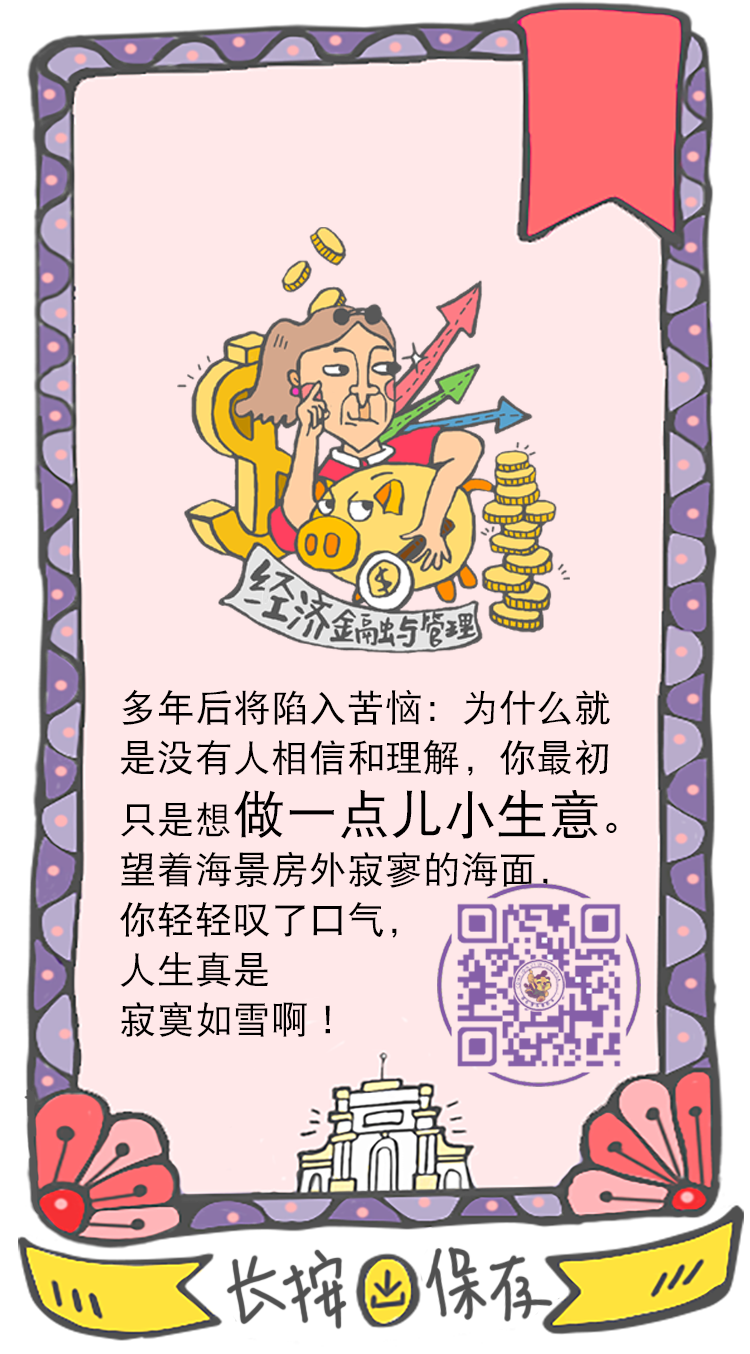 经济金融与管理
多年后将陷入苦恼：为什么就
是没有人相信和理解，你最初
只是想做一点儿小生意。
望着海景房外寂寥的海面，
你轻轻叹了口气，
人生真是
寂寞如雪啊！
长按保存